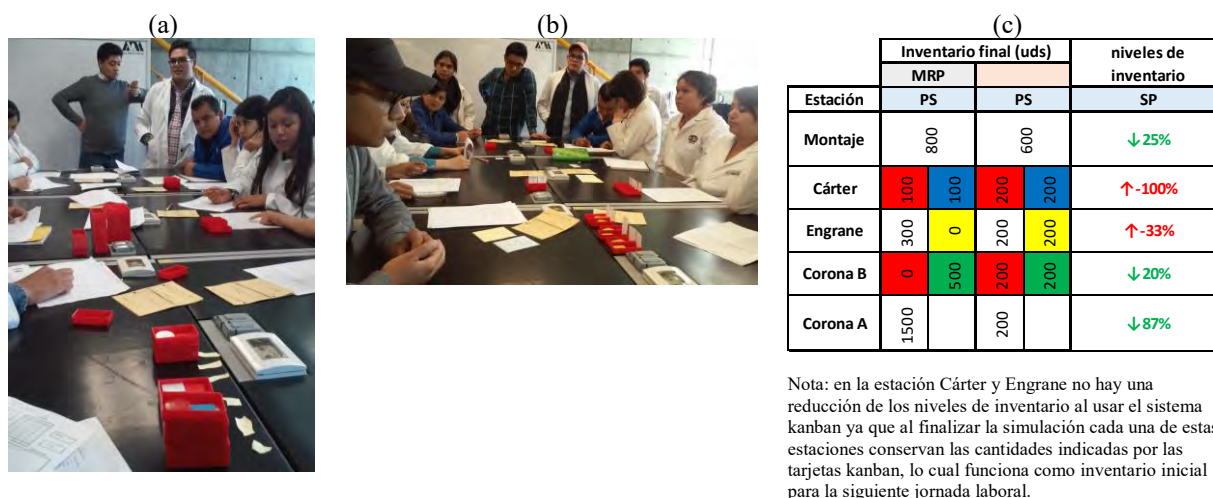 (a)
(b)
(c)
Inventario final (uds)
niveles de
inventario
MRP
Estación
PS
PS
SP
Montaje
800
600
↓25%
Cárter
100
100
200
200
↑-100%
Engrane
300
0
200
200
↑-33%
Corona B
0
500
200
200
↓20%
Corona A
1500
200
↓87%
Nota: en la estación Cárter y Engrane no hay una
reducción de los niveles de inventario al usar el sistema
kanban ya que al finalizar la simulación cada una de estas
estaciones conservan las cantidades indicadas por las
tarjetas kanban, lo cual funciona como inventario inicial
para la siguiente jornada laboral.